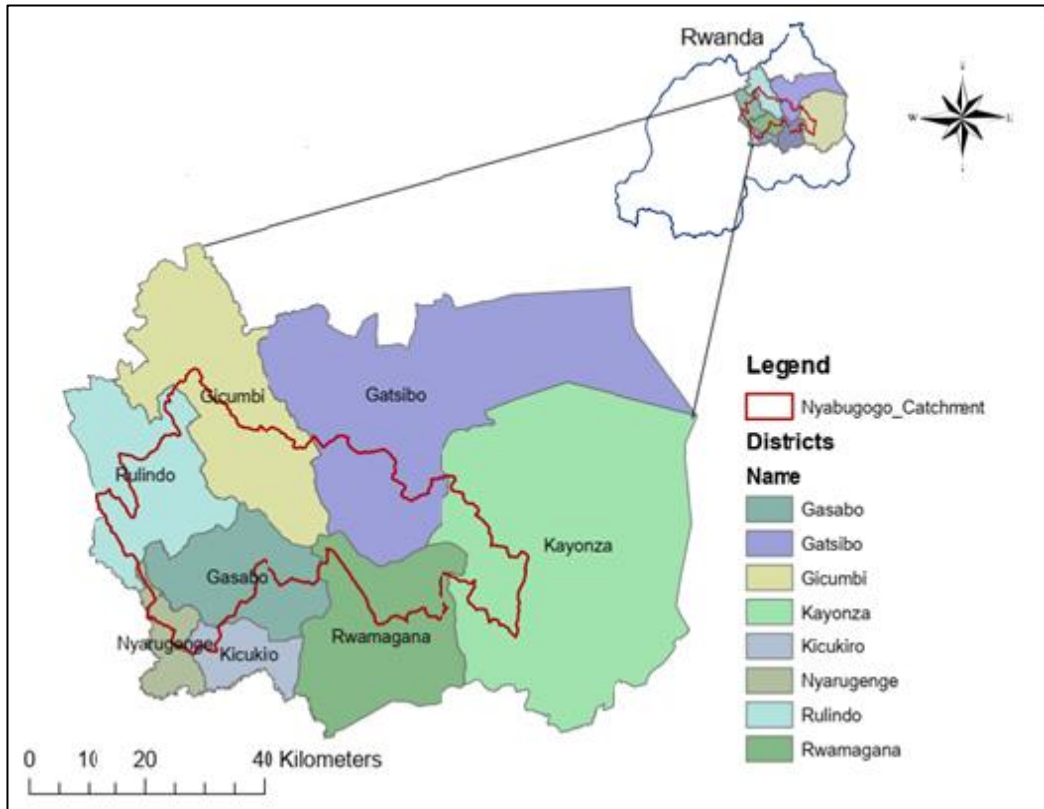 Rwanda
W
E
Gicumbi
Gatsibo
Rulindo
Kayonza
Gasabo
Nyarugenge
Kicukio
Rwamagana
Legend
Nyabugogo_Catchment
Districts
Name
Gasabo
Gatsibo
Gicumbi
Kayonza
Kicukiro
Nyarugenge
Rulindo
Rwamagana
0 10 20 40 Kilometers